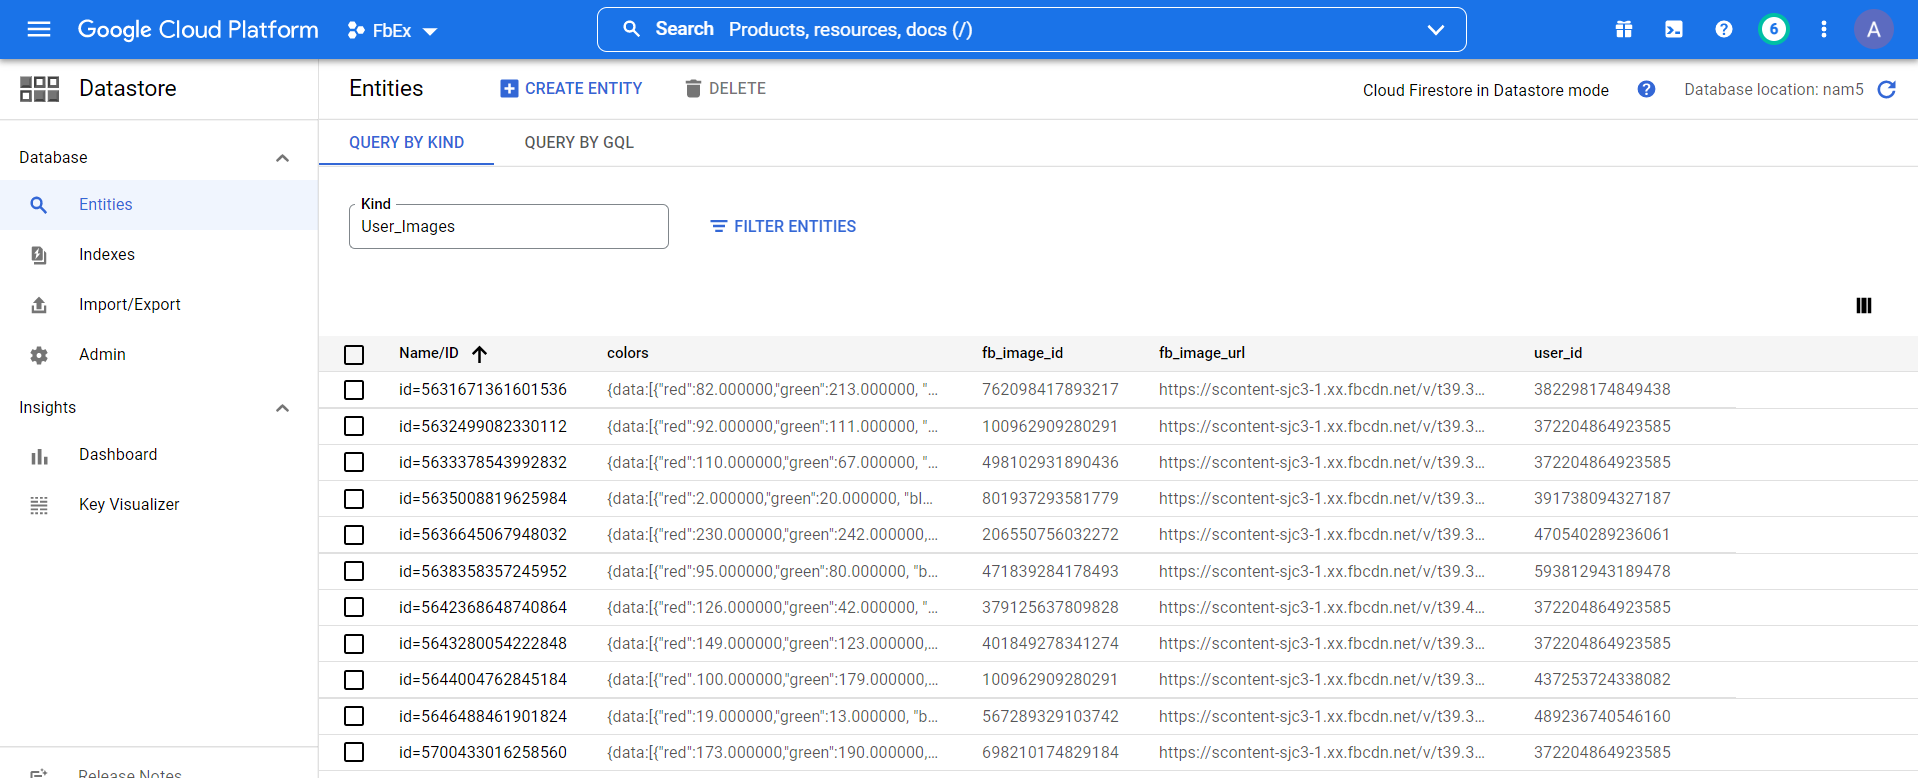 Google Cloud Platform FbEx Search Products, resources, docs (/) 6 A
Datastore Entities CREATE ENTITY DELETE Cloud Firestore in Datastore mode ? Database location: nam5
Database
Entities
Indexes
Import/Export
Admin
Insights
Dashboard
Key Visualizer
Release Notes
QUERY BY KIND QUERY BY GQL
Kind
User_Images FILTER ENTITIES
Name/ID colors fb_image_id fb_image_url user_id
id=5631671361601536 {data:[{"red":82.000000,"green":213.000000, "... 762098417893217 https://scontent-sjc3-1.xx.fbcdn.net/v/t39.3... 382298174849438
id=5632499082330112 {data:[{"red":92.000000,"green":111.000000, "... 100962909280291 https://scontent-sjc3-1.xx.fbcdn.net/v/t39.3... 372204864923585
id=5633378543992832 {data:[{"red":110.000000,"green":67.000000, "... 498102931890436 https://scontent-sjc3-1.xx.fbcdn.net/v/t39.3... 372204864923585
id=5635008819625984 {data:[{"red":2.000000,"green":20.000000, "bl... 801937293581779 https://scontent-sjc3-1.xx.fbcdn.net/v/t39.3... 391738094327187
id=5636645067948032 {data:[{"red":230.000000,"green":242.000000,... 206550756032272 https://scontent-sjc3-1.xx.fbcdn.net/v/t39.3... 470540289236061
id=5638358357245952 {data:[{"red":95.000000,"green":80.000000, "b... 471839284178493 https://scontent-sjc3-1.xx.fbcdn.net/v/t39.3... 593812943189478
id=5642368648740864 {data:[{"red":126.000000,"green":42.000000, "... 379125637809828 https://scontent-sjc3-1.xx.fbcdn.net/v/t39.4... 372204864923585
id=5643280054222848 {data:[{"red":149.000000,"green":123.000000,... 401849278341274 https://scontent-sjc3-1.xx.fbcdn.net/v/t39.3... 372204864923585
id=5644004762845184 {data:[{"red".100.000000,"green":179.000000,... 100962909280291 https://scontent-sjc3-1.xx.fbcdn.net/v/t39.3... 437253724338082
id=5646488461901824 {data:[{"red":19.000000,"green":13.000000, "b... 567289329103742 https://scontent-sjc3-1.xx.fbcdn.net/v/t39.3... 489236740546160
id=5700433016258560 {data:[{"red":173.000000,"green":190.000000,... 698210174829184 https://scontent-sjc3-1.xx.fbcdn.net/v/t39.3... 372204864923585